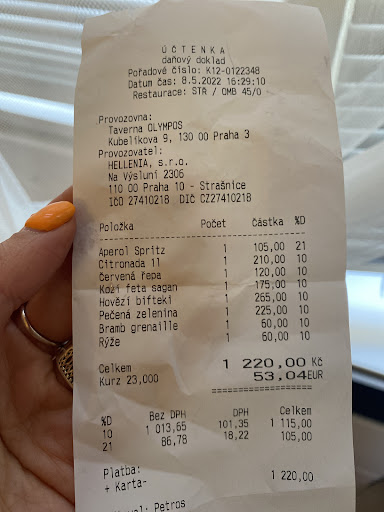 ÚČTENKA
daňový doklad
Pořadové číslo: K12-0122348
Datum čas: 8.5.2022 16:29:10
Restaurace: STR / OMB 45/0
Provozovna:
Taverna OLYMPOS
Kubelíkova 9, 130 00 Praha 3
Provozovatel:
HELLENIA, s.r.o.
Na Výsluní 2306
110 00 Praha 10 - Strašnice
IČO 27410218 DIČ CZ27410218
Položka Počet Částka %D
Aperol Spritz 1 105,00 21
Citronada 1l 1 210,00 10
Červená řepa 1 120,00 10
Kozí feta sagan 1 175,00 10
Hovězí bifteki 1 265,00 10
Pečená zelenina 1 225,00 10
Bramb grenaille 1 60,00 10
Rýže 1 60,00 10
Celkem 1 220,00 Kč
Kurz 23,000 53,04EUR
%D Bez DPH DPH Celkem
10 1 013,65 101,35 1 115,00
21 86,78 18,22 105,00
Platba:
+ Karta- 1 220,00
Petros